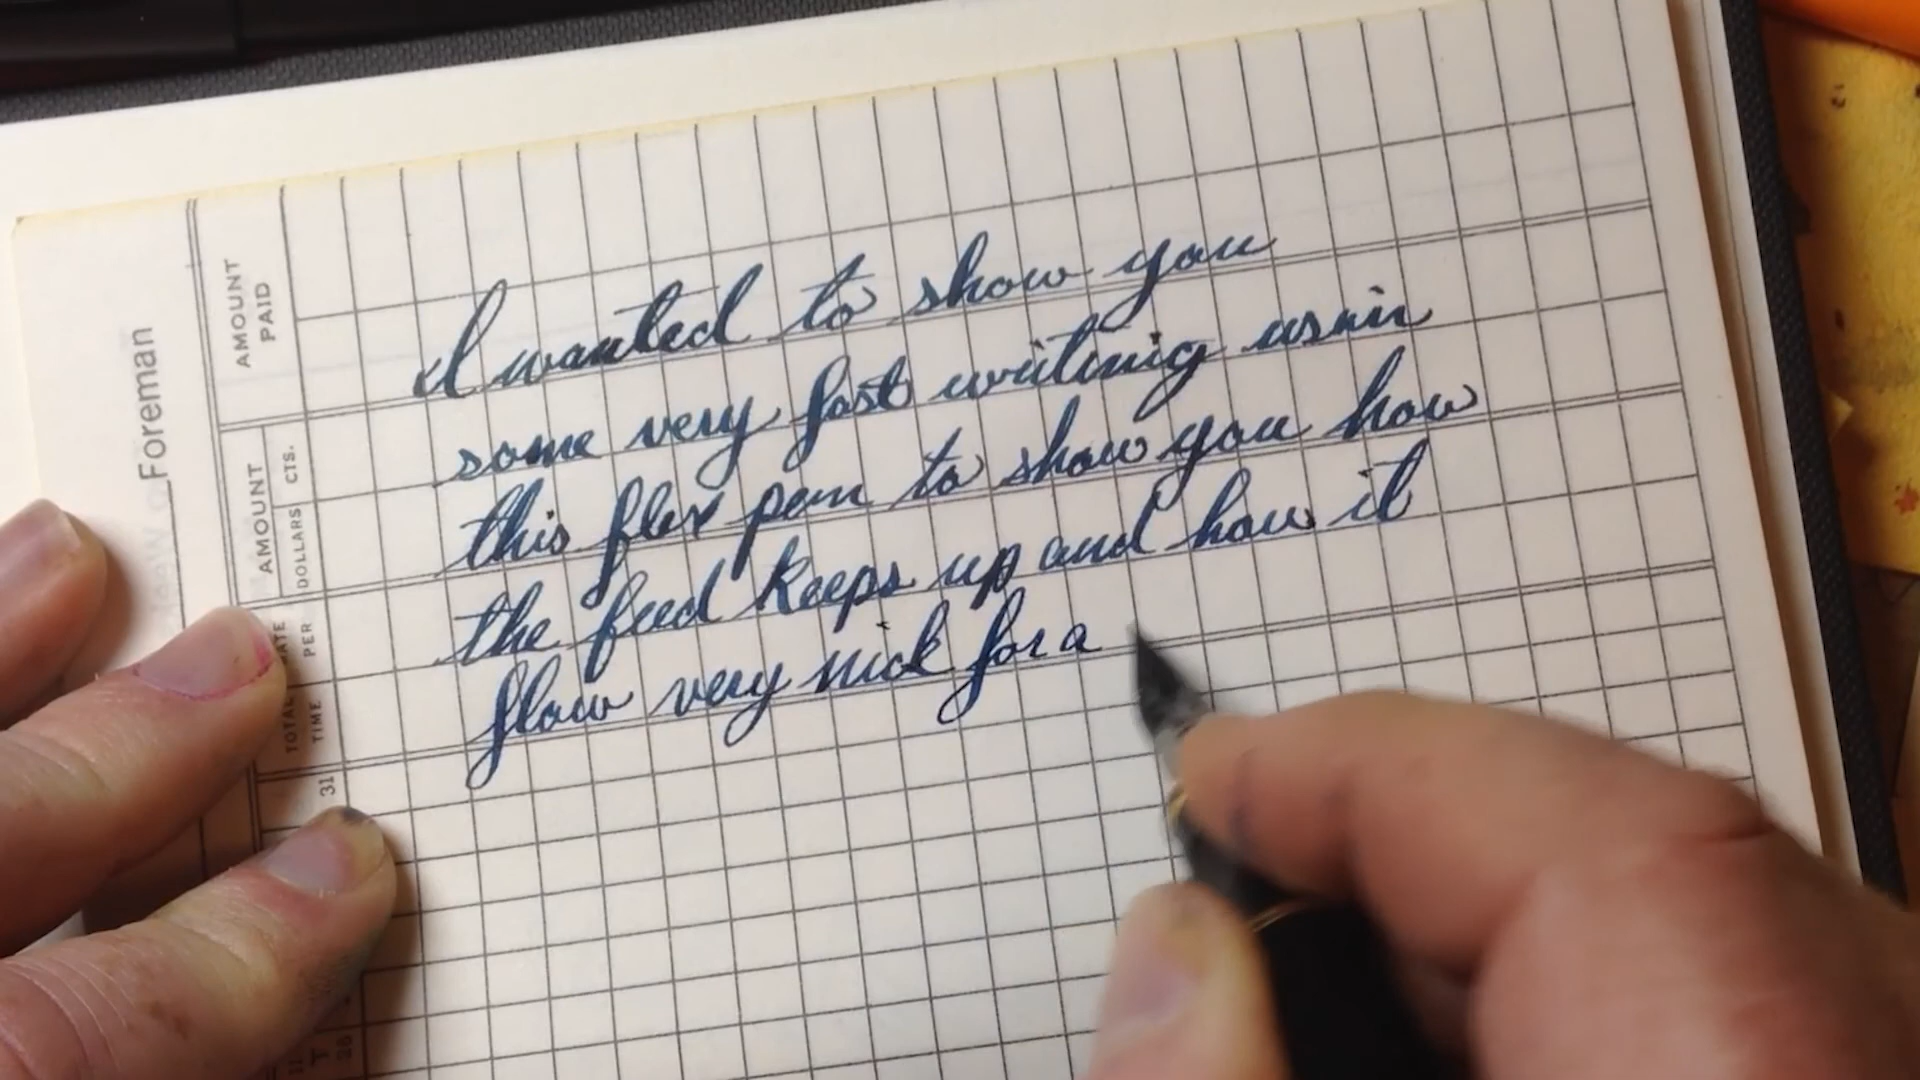 I wanted to show you
some very fast writing usnin
this flex pen to show you how
the feed keeps up and how it
flow very nick for a
Foreman
AMOUNT
PAID
AMOUNT
DOLLARS CTS.
TOTAL
TIME
PER
31